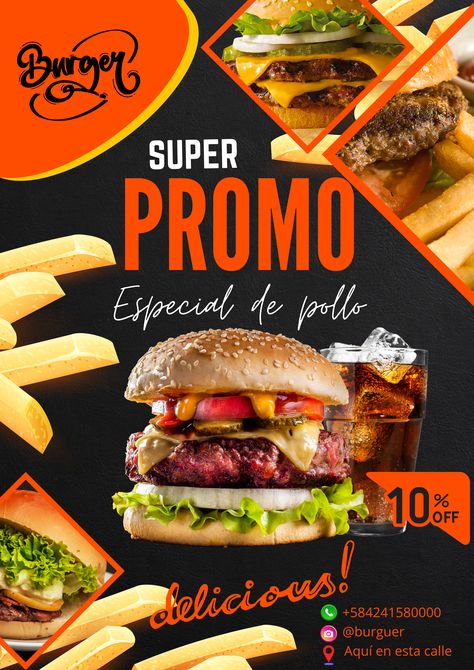 Burger
SUPER
PROMO
Especial de pollo
10% OFF
delicious!
+584241580000
@burguer
Aquí en esta calle